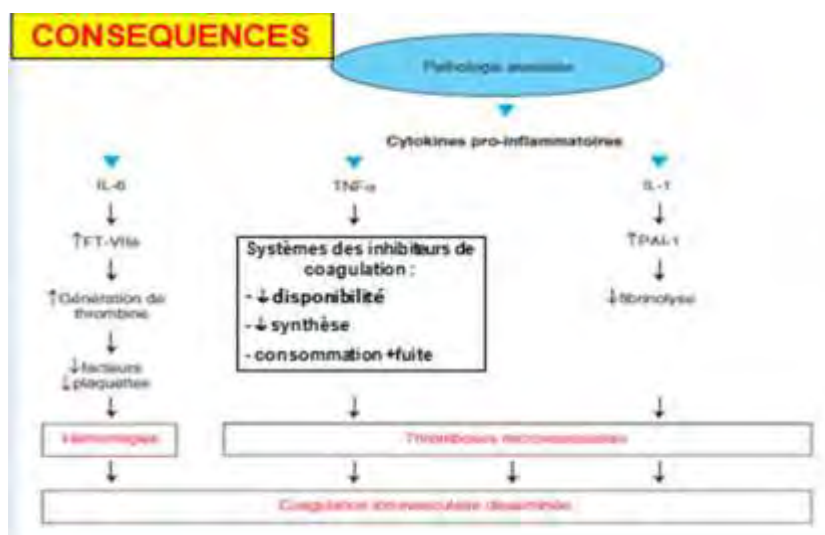 CONSEQUENCES
Pathologie associée
Cytokines pro-inflammatoires
IL-6
TNFα
IL-1
↑FT-VIIa
↑Génération de
thrombine
↓facteurs
↓plaquettes
Systèmes des inhibiteurs de
coagulation :
- ↓disponibilité
- ↓synthèse
- consommation +fuite
↑PAI-1
↓fibrinolyse
Hémorragies
Thromboses microvasculaires
Coagulation intravasculaire disséminée